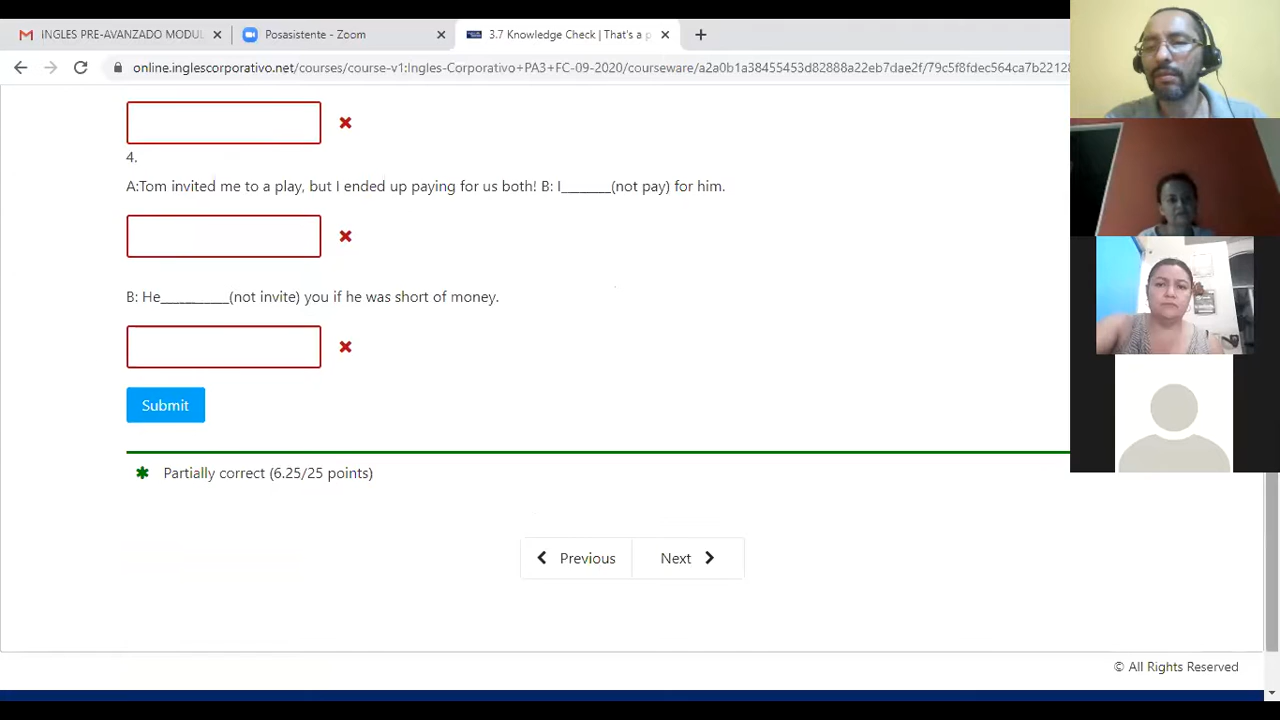 INGLES PRE-AVANZADO MODUL
Posasistente - Zoom
3.7 Knowledge Check | That's a p
online.inglescorporativo.net/courses/course-v1:Ingles-Corporativo+PA3+FC-09-2020/courseware/a2a0b1a38455453d82888a22eb7dae2f/79c5f8fdec564ca7b22128
4.
A:Tom invited me to a play, but I ended up paying for us both! B: I________(not pay) for him.
B: He___________(not invite) you if he was short of money.
Submit
Partially correct (6.25/25 points)
Previous
Next
© All Rights Reserved